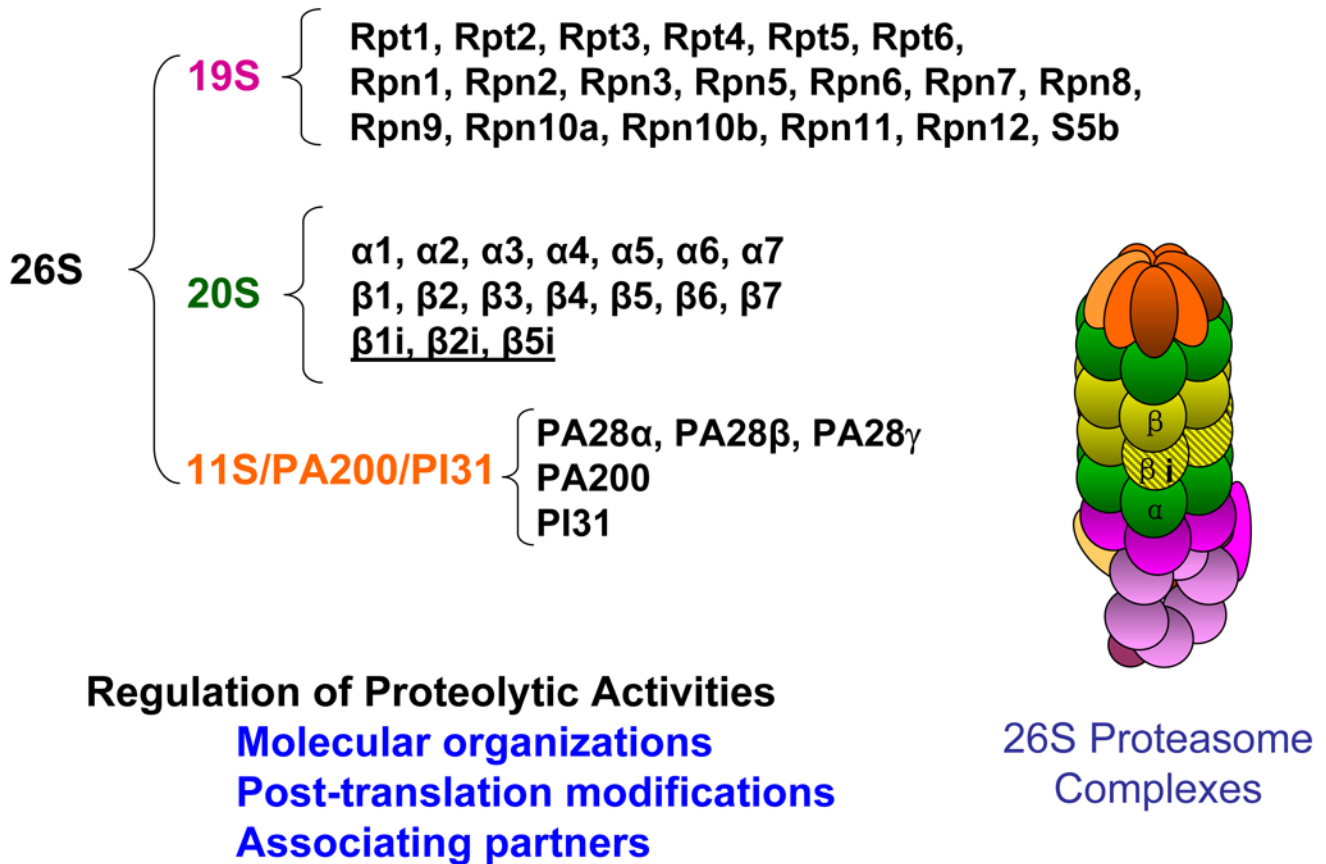 19S
Rpt1, Rpt2, Rpt3, Rpt4, Rpt5, Rpt6,
Rpn1, Rpn2, Rpn3, Rpn5, Rpn6, Rpn7, Rpn8,
Rpn9, Rpn10a, Rpn10b, Rpn11, Rpn12, S5b
26S
20S
α1, α2, α3, α4, α5, α6, α7
β1, β2, β3, β4, β5, β6, β7
β1i, β2i, β5i
11S/PA200/PI31
PA28α, PA28β, PA28γ
PA200
PI31
β
β i
α
Regulation of Proteolytic Activities
Molecular organizations
Post-translation modifications
Associating partners
26S Proteasome
Complexes